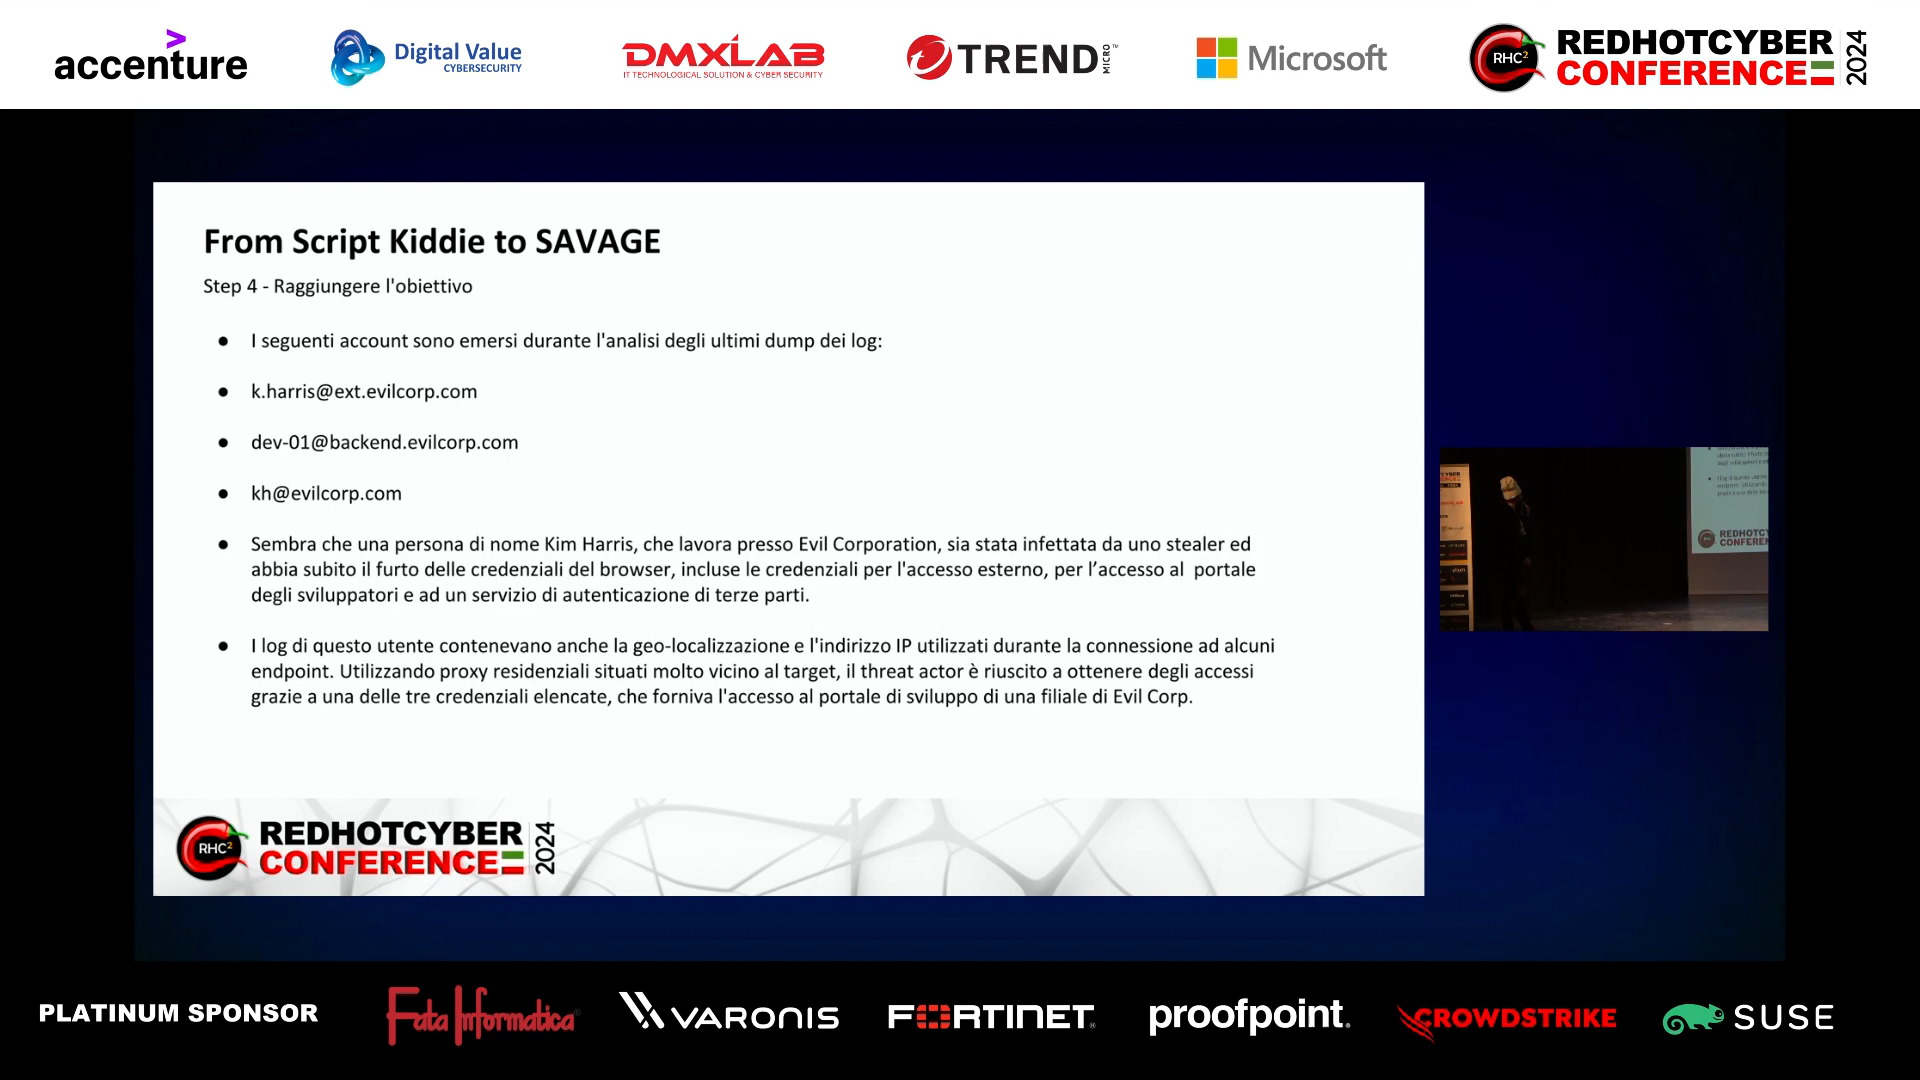 accenture
Digital Value
CYBERSECURITY
DMXLAB
IT TECHNOLOGICAL SOLUTION & CYBER SECURITY
TREND MICRO™
Microsoft
RHC²
REDHOTCYBER
CONFERENCE
2024
From Script Kiddie to SAVAGE
Step 4 - Raggiungere l'obiettivo
● I seguenti account sono emersi durante l'analisi degli ultimi dump dei log:
● k.harris@ext.evilcorp.com
● dev-01@backend.evilcorp.com
● kh@evilcorp.com
● Sembra che una persona di nome Kim Harris, che lavora presso Evil Corporation, sia stata infettata da uno stealer ed
abbia subito il furto delle credenziali del browser, incluse le credenziali per l'accesso esterno, per l’accesso al portale
degli sviluppatori e ad un servizio di autenticazione di terze parti.
● I log di questo utente contenevano anche la geo-localizzazione e l'indirizzo IP utilizzati durante la connessione ad alcuni
endpoint. Utilizzando proxy residenziali situati molto vicino al target, il threat actor è riuscito a ottenere degli accessi
grazie a una delle tre credenziali elencate, che forniva l'accesso al portale di sviluppo di una filiale di Evil Corp.
RHC²
REDHOTCYBER
CONFERENCE
2024
REDHOTCYBER
CONFEREN
PLATINUM SPONSOR
Fata Informatica
VARONIS
FORTINET®
proofpoint.
CROWDSTRIKE
SUSE